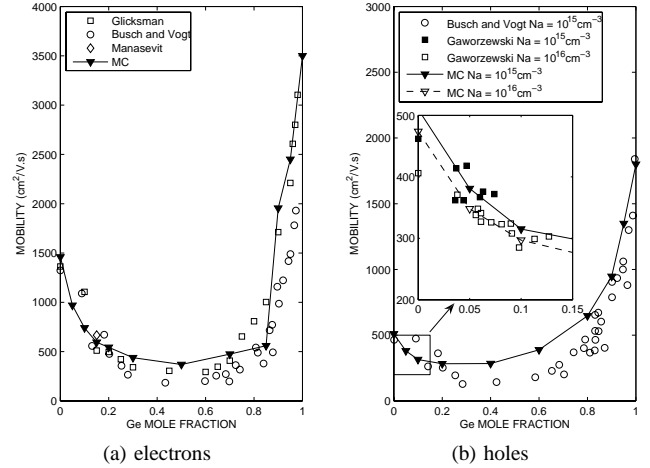 Glicksman
Busch and Vogt
Manasevit
MC
MOBILITY (cm²/V.s)
4000
3500
3000
2500
2000
1500
1000
500
0
0 0.2 0.4 0.6 0.8 1
Ge MOLE FRACTION
(a) electrons
Busch and Vogt Na = 10¹⁵cm⁻³
Gaworzewski Na = 10¹⁵cm⁻³
Gaworzewski Na = 10¹⁶cm⁻³
MC Na = 10¹⁵cm⁻³
MC Na = 10¹⁶cm⁻³
MOBILITY (cm²/V.s)
3000
2500
2000
1500
1000
500
0
500
400
300
200
0 0.05 0.1 0.15
0 0.2 0.4 0.6 0.8 1
Ge MOLE FRACTION
(b) holes